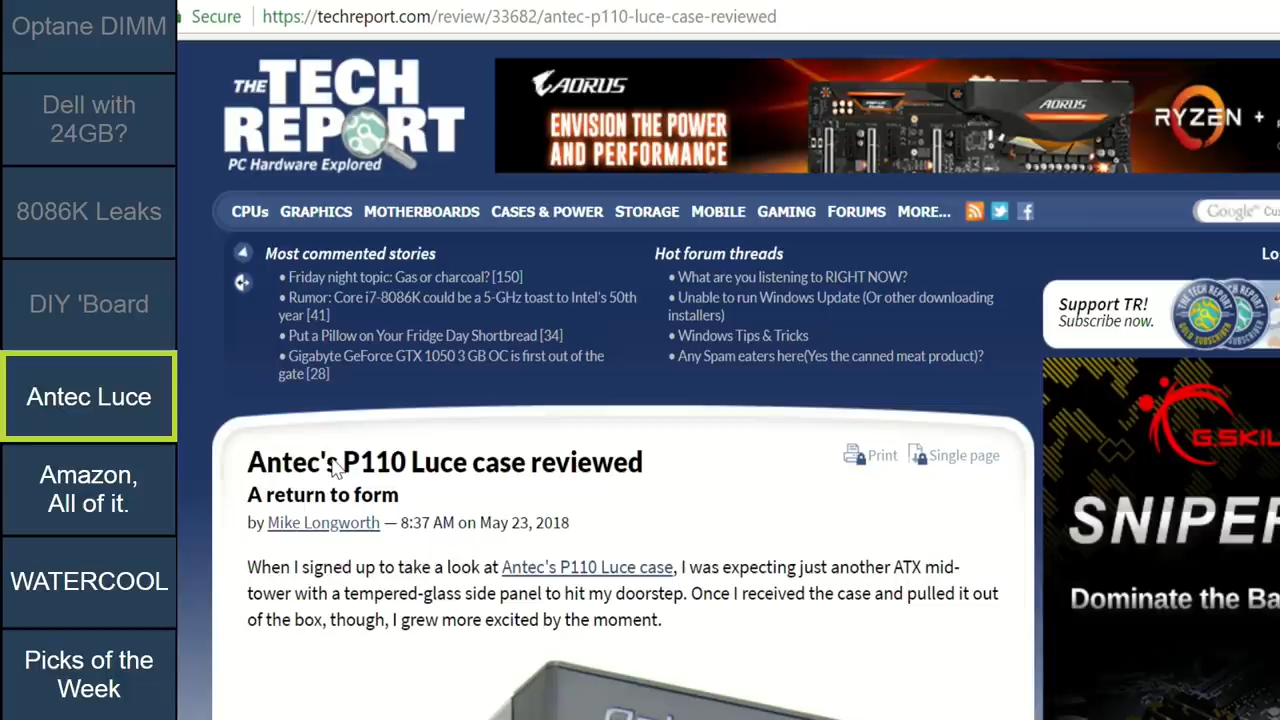 Optane DIMM
Dell with
24GB?
8086K Leaks
DIY 'Board
Antec Luce
Amazon,
All of it.
WATERCOOL
Picks of the
Week
Secure
https://techreport.com/review/33682/antec-p110-luce-case-reviewed
THE
TECH
REPORT
PC Hardware Explored
AORUS
ENVISION THE POWER
AND PERFORMANCE
AORUS
RYZEN +
CPUs GRAPHICS MOTHERBOARDS CASES & POWER STORAGE MOBILE GAMING FORUMS MORE...
Google™
Most commented stories
• Friday night topic: Gas or charcoal? [150]
• Rumor: Core i7-8086K could be a 5-GHz toast to Intel's 50th
year [41]
• Put a Pillow on Your Fridge Day Shortbread [34]
• Gigabyte GeForce GTX 1050 3 GB OC is first out of the
gate [28]
Hot forum threads
• What are you listening to RIGHT NOW?
• Unable to run Windows Update (Or other downloading
installers)
• Windows Tips & Tricks
• Any Spam eaters here(Yes the canned meat product)?
Support TR!
Subscribe now.
Antec's P110 Luce case reviewed
Print
Single page
A return to form
by Mike Longworth — 8:37 AM on May 23, 2018
When I signed up to take a look at Antec's P110 Luce case, I was expecting just another ATX mid-
tower with a tempered-glass side panel to hit my doorstep. Once I received the case and pulled it out
of the box, though, I grew more excited by the moment.
G.SKIL
SNIPER
Dominate the Ba